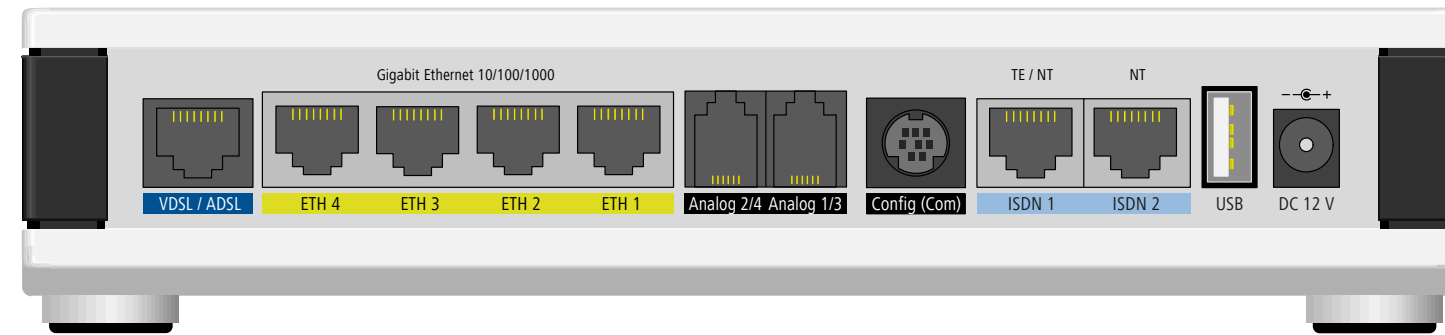 Gigabit Ethernet 10/100/1000
TE / NT
NT
VDSL / ADSL
ETH 4
ETH 3
ETH 2
ETH 1
Analog 2/4
Analog 1/3
Config (Com)
ISDN 1
ISDN 2
USB
DC 12 V